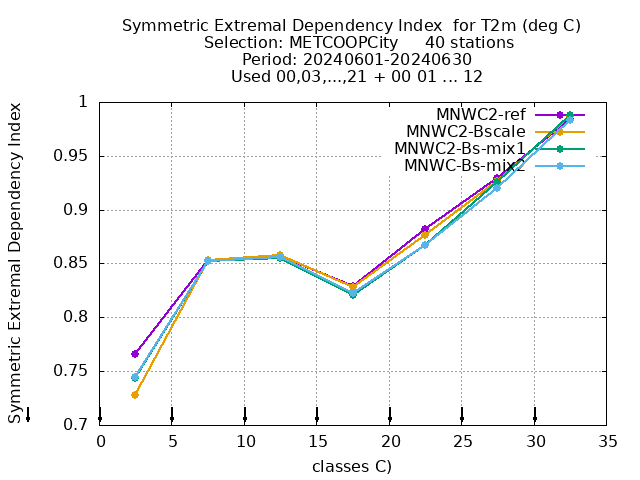 Symmetric Extremal Dependency Index  for T2m (deg C)
Selection: METCOOPCity     40 stations
Period: 20240601-20240630
Used 00,03,...,21 + 00 01 ... 12
Symmetric Extremal Dependency Index
1
0.95
0.9
0.85
0.8
0.75
0.7
MNWC2-ref
MNWC2-Bscale
MNWC2-Bs-mix1
MNWC-Bs-mix2
0 5 10 15 20 25 30 35
classes C)